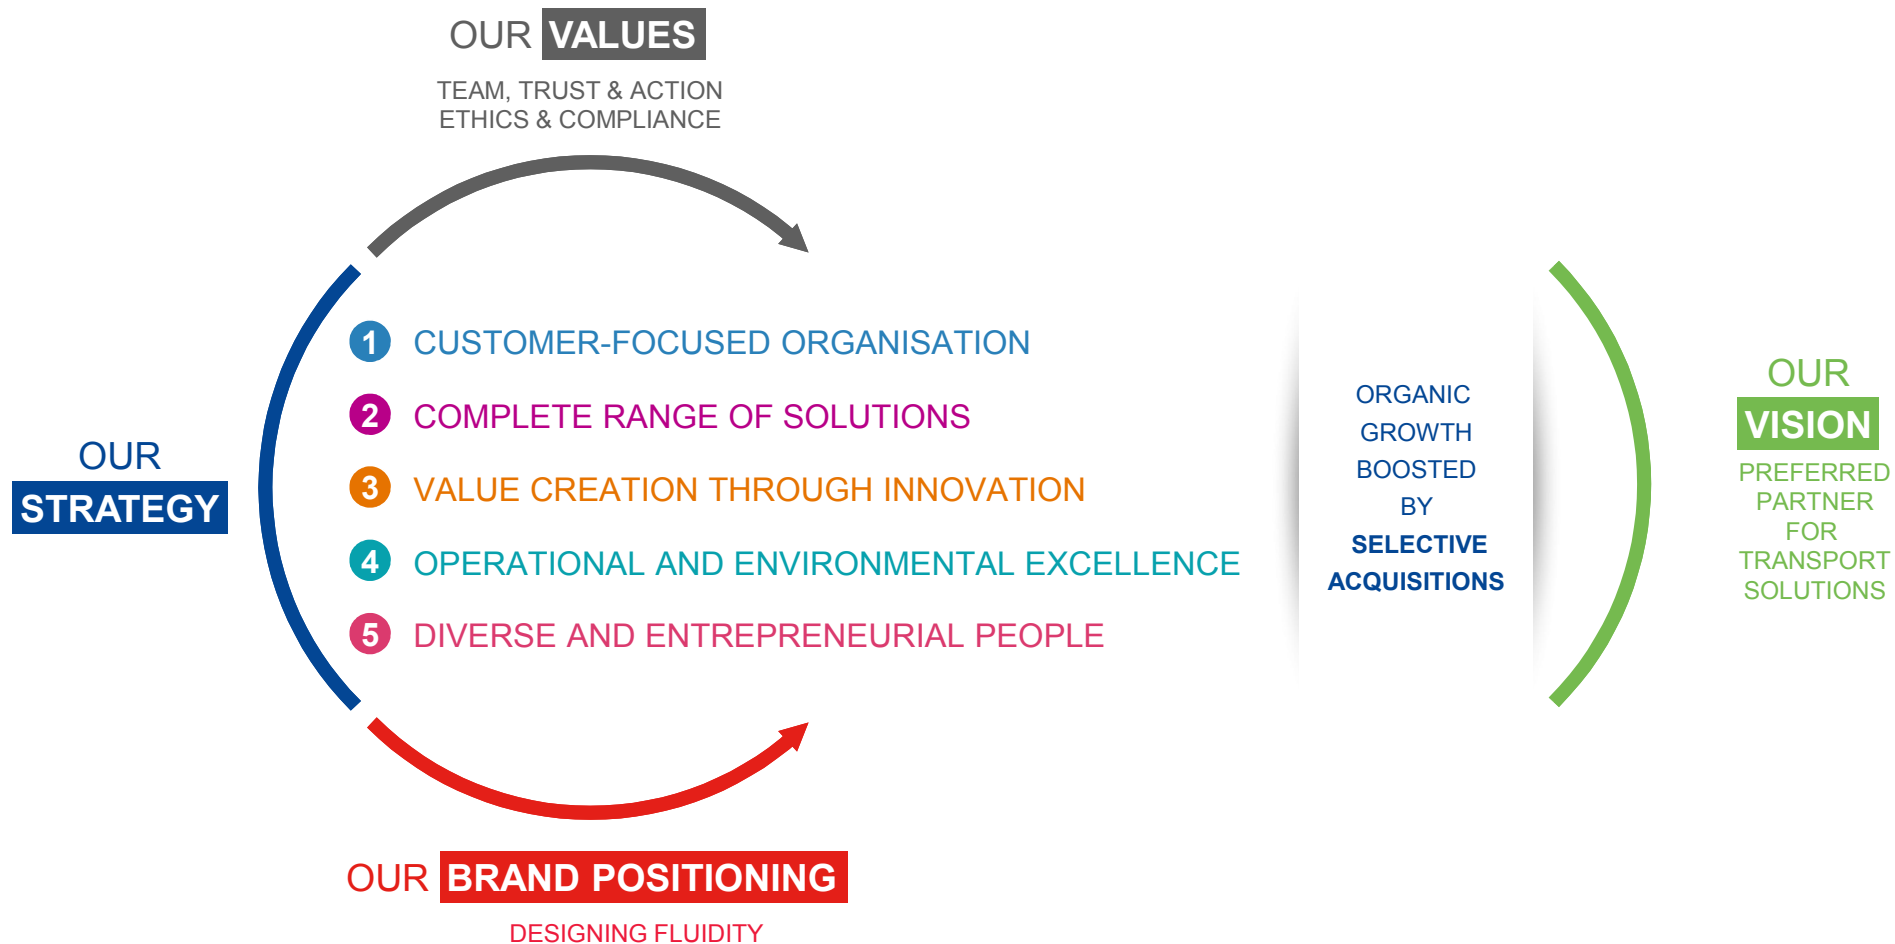 OUR VALUES
TEAM, TRUST & ACTION
ETHICS & COMPLIANCE
OUR
STRATEGY
1 CUSTOMER-FOCUSED ORGANISATION
2 COMPLETE RANGE OF SOLUTIONS
3 VALUE CREATION THROUGH INNOVATION
4 OPERATIONAL AND ENVIRONMENTAL EXCELLENCE
5 DIVERSE AND ENTREPRENEURIAL PEOPLE
ORGANIC
GROWTH
BOOSTED
BY
SELECTIVE
ACQUISITIONS
OUR
VISION
PREFERRED
PARTNER
FOR
TRANSPORT
SOLUTIONS
OUR BRAND POSITIONING
DESIGNING FLUIDITY